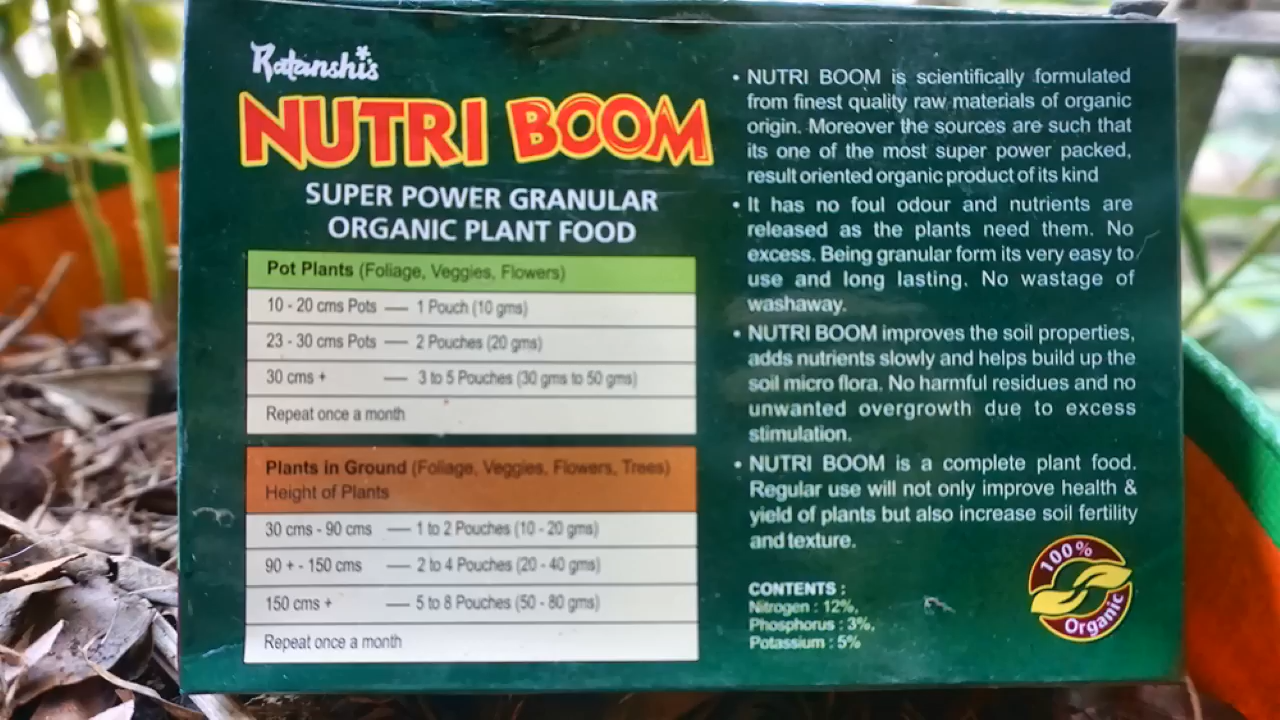 Ratanshi's
NUTRI BOOM
SUPER POWER GRANULAR
ORGANIC PLANT FOOD
Pot Plants (Foliage, Veggies, Flowers)
10 - 20 cms Pots — 1 Pouch (10 gms)
23 - 30 cms Pots — 2 Pouches (20 gms)
30 cms + — 3 to 5 Pouches (30 gms to 50 gms)
Repeat once a month
Plants in Ground (Foliage, Veggies, Flowers, Trees)
Height of Plants
30 cms - 90 cms — 1 to 2 Pouches (10 - 20 gms)
90 + - 150 cms — 2 to 4 Pouches (20 - 40 gms)
150 cms + — 5 to 8 Pouches (50 - 80 gms)
Repeat once a month
• NUTRI BOOM is scientifically formulated
from finest quality raw materials of organic
origin. Moreover the sources are such that
its one of the most super power packed,
result oriented organic product of its kind
• It has no foul odour and nutrients are
released as the plants need them. No
excess. Being granular form its very easy to
use and long lasting. No wastage of
washaway.
• NUTRI BOOM improves the soil properties,
adds nutrients slowly and helps build up the
soil micro flora. No harmful residues and no
unwanted overgrowth due to excess
stimulation.
• NUTRI BOOM is a complete plant food.
Regular use will not only improve health &
yield of plants but also increase soil fertility
and texture.
CONTENTS :
Nitrogen : 12%,
Phosphorus : 3%,
Potassium : 5%
100%
Organic